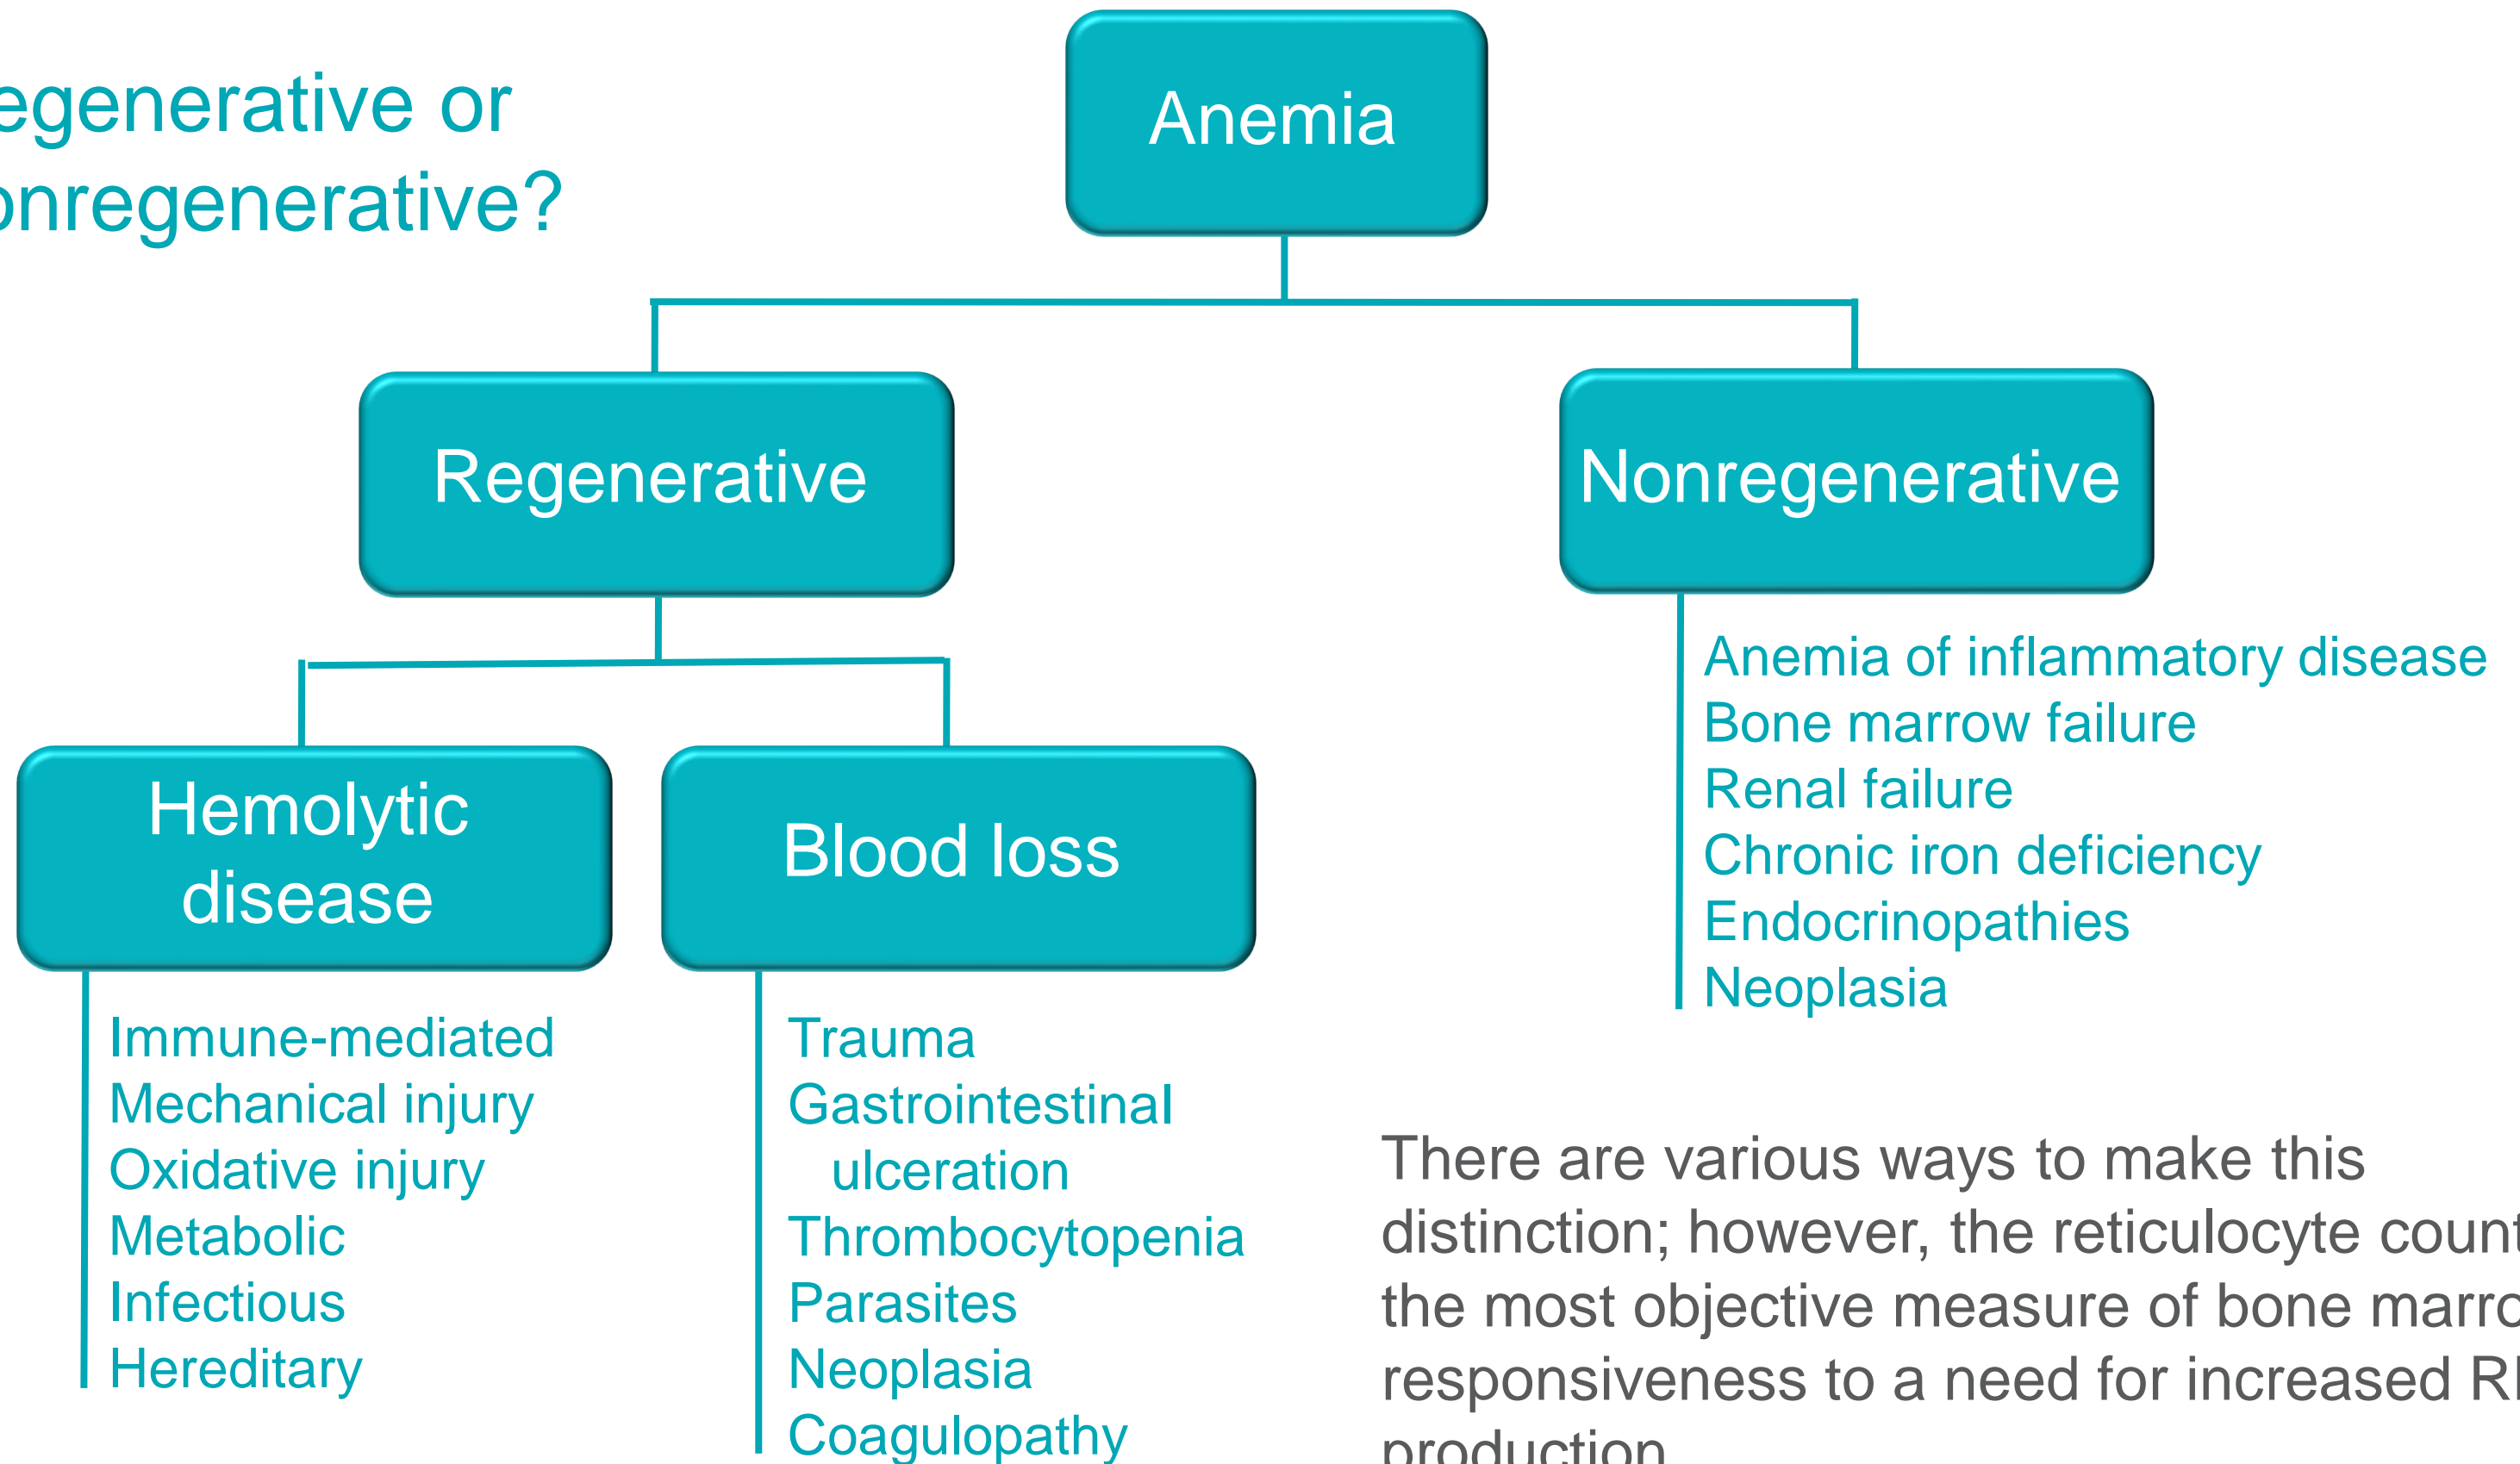 egenerative or
onregenerative?
Anemia
Regenerative
Nonregenerative
Anemia of inflammatory disease
Bone marrow failure
Renal failure
Chronic iron deficiency
Endocrinopathies
Neoplasia
Hemolytic
disease
Immune-mediated
Mechanical injury
Oxidative injury
Metabolic
Infectious
Hereditary
Blood loss
Trauma
Gastrointestinal
ulceration
Thrombocytopenia
Parasites
Neoplasia
Coagulopathy
There are various ways to make this
distinction; however, the reticulocyte count
the most objective measure of bone marro
responsiveness to a need for increased R
production